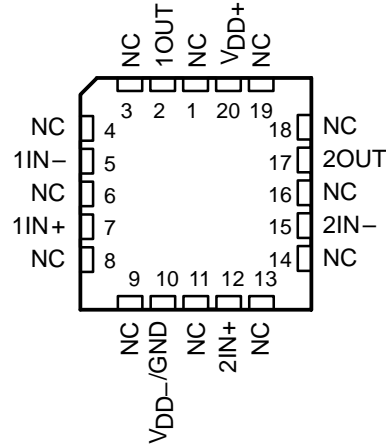 NC 1OUT NC VDD+ NC
3 2 1 20 19
NC 4 18 NC
1IN− 5 17 2OUT
NC 6 16 NC
1IN+ 7 15 2IN−
NC 8 14 NC
9 10 11 12 13
NC VDD−/GND NC 2IN+ NC